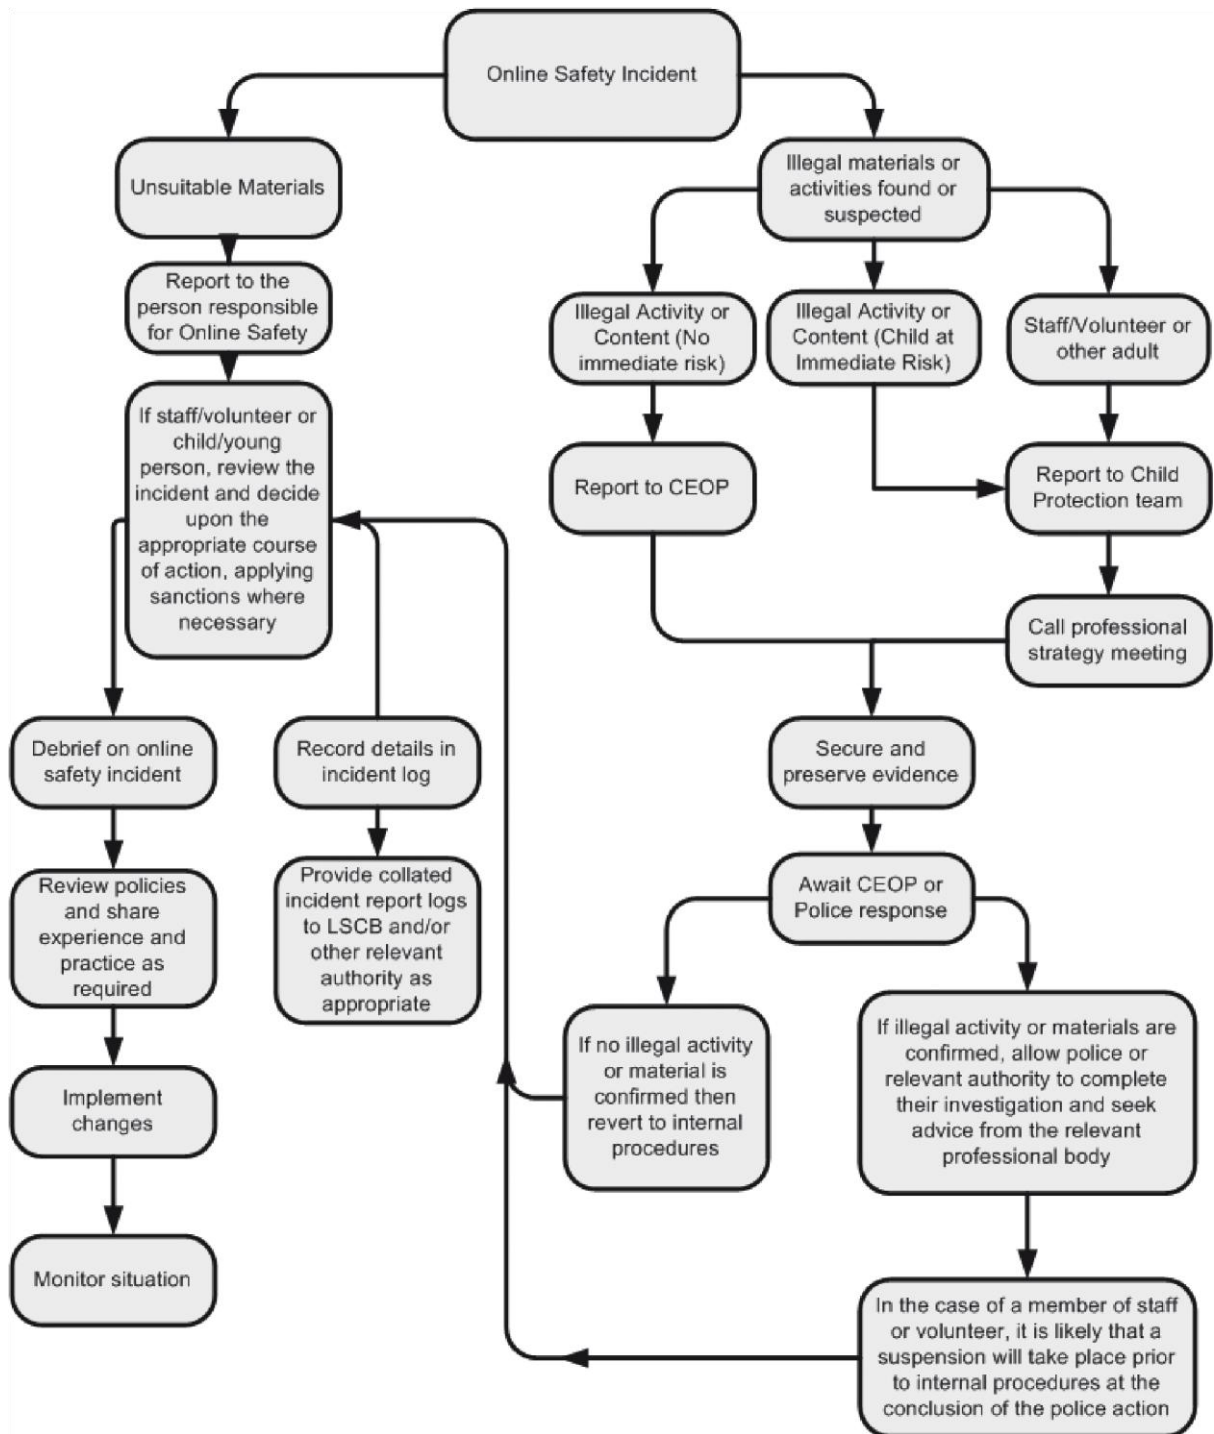 Online Safety Incident
Unsuitable Materials
Illegal materials or
activities found or
suspected
Report to the
person responsible
for Online Safety
Illegal Activity or
Content (No
immediate risk)
Illegal Activity or
Content (Child at
Immediate Risk)
Staff/Volunteer or
other adult
If staff/volunteer or
child/young
person, review the
incident and decide
upon the
appropriate course
of action, applying
sanctions where
necessary
Report to CEOP
Report to Child
Protection team
Call professional
strategy meeting
Debrief on online
safety incident
Record details in
incident log
Secure and
preserve evidence
Review policies
and share
experience and
practice as
required
Provide collated
incident report logs
to LSCB and/or
other relevant
authority as
appropriate
Await CEOP or
Police response
If no illegal activity
or material is
confirmed then
revert to internal
procedures
If illegal activity or materials are
confirmed, allow police or
relevant authority to complete
their investigation and seek
advice from the relevant
professional body
Implement
changes
Monitor situation
In the case of a member of staff
or volunteer, it is likely that a
suspension will take place prior
to internal procedures at the
conclusion of the police action